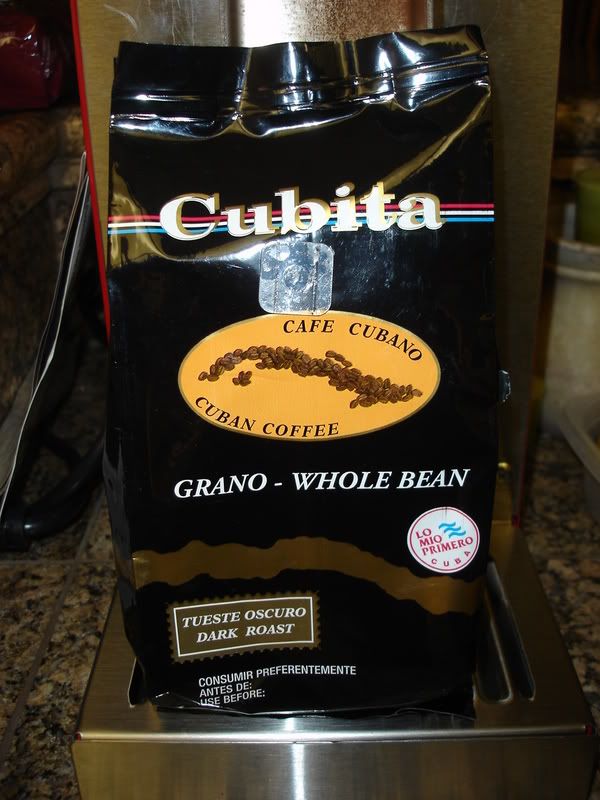 Cubita
CAFE CUBANO
CUBAN COFFEE
GRANO - WHOLE BEAN
LO
MIO
PRIMERO
CUBA
TUESTE OSCURO
DARK ROAST
CONSUMIR PREFERENTEMENTE
ANTES DE:
USE BEFORE: